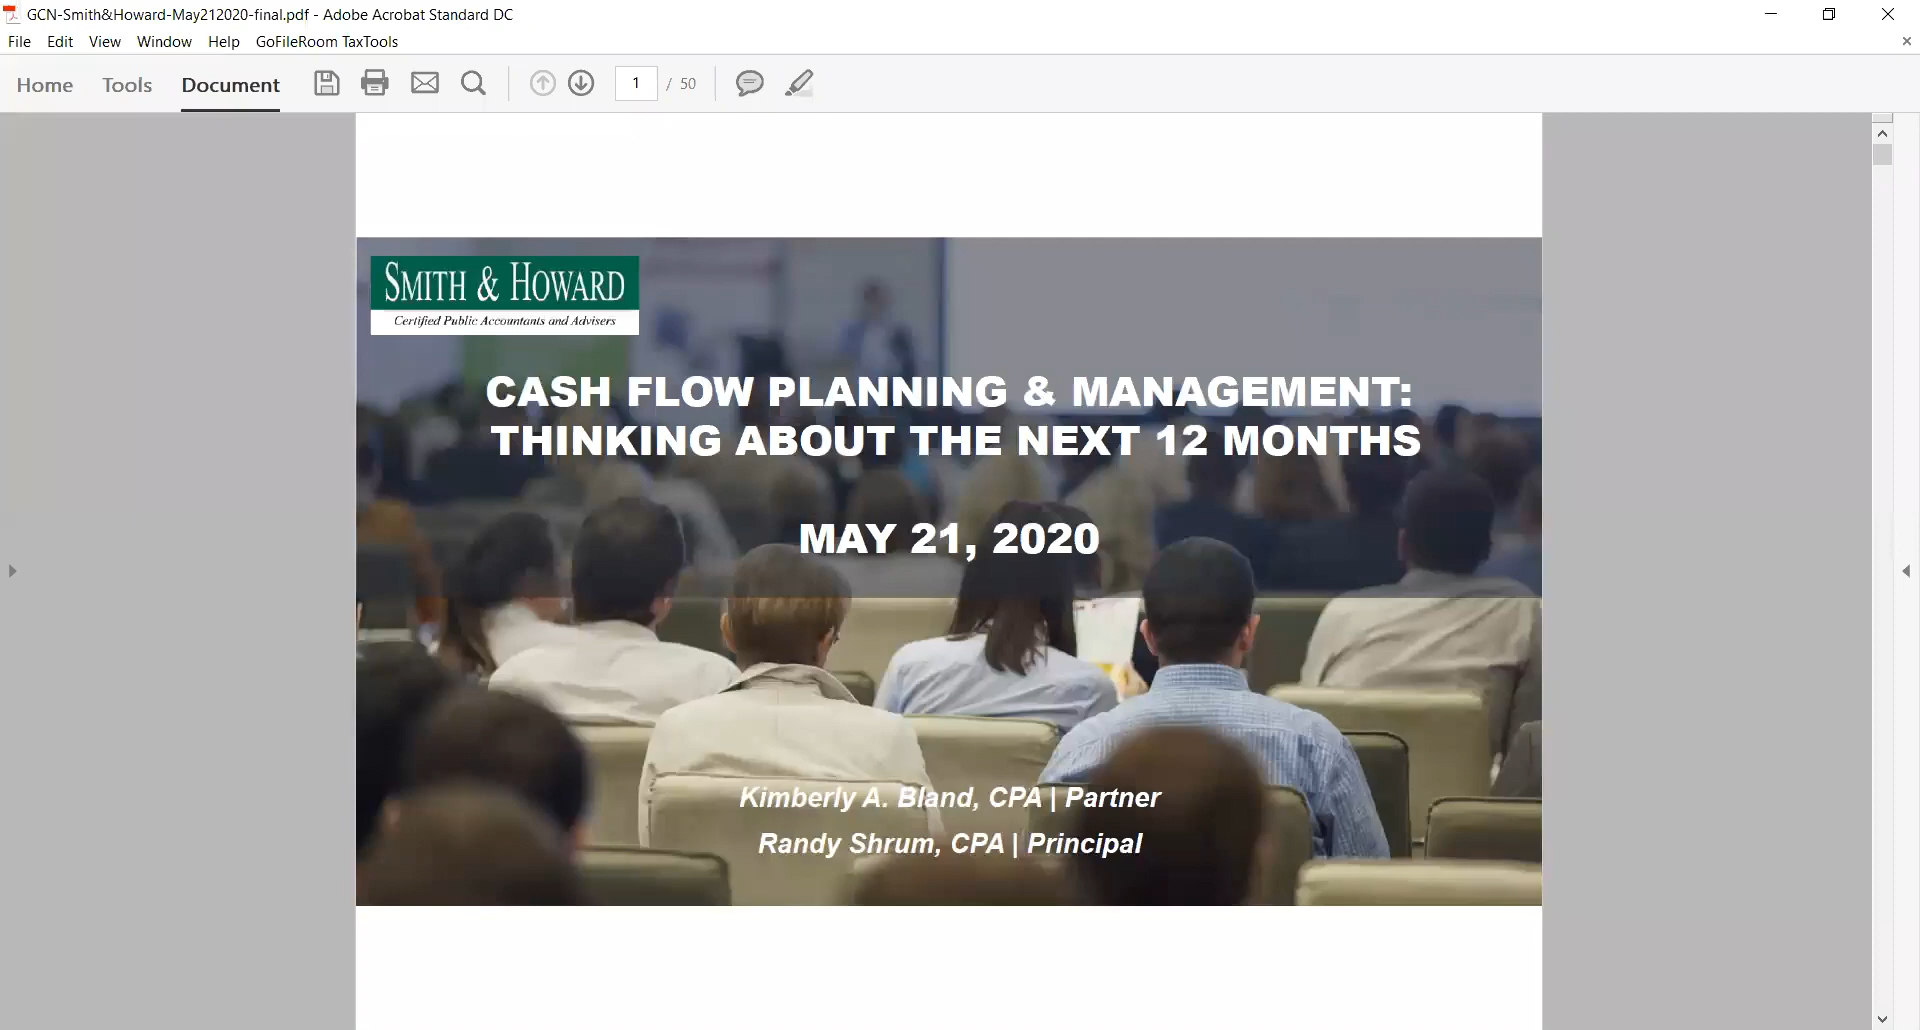 GCN-Smith&Howard-May212020-final.pdf - Adobe Acrobat Standard DC
File Edit View Window Help GoFileRoom TaxTools
Home Tools Document 1 / 50
SMITH & HOWARD
Certified Public Accountants and Advisers
CASH FLOW PLANNING & MANAGEMENT:
THINKING ABOUT THE NEXT 12 MONTHS
MAY 21, 2020
Kimberly A. Bland, CPA | Partner
Randy Shrum, CPA | Principal